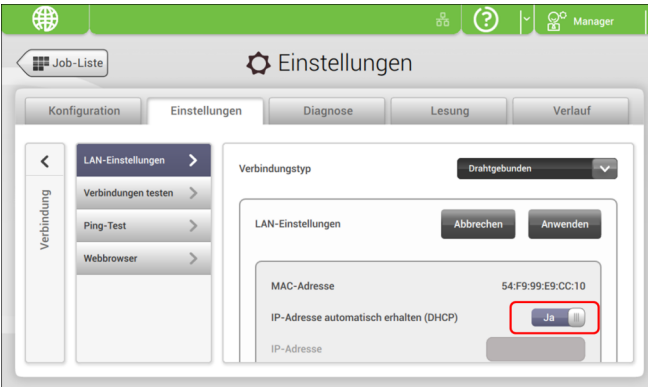 Manager
Job-Liste
Einstellungen
Konfiguration
Einstellungen
Diagnose
Lesung
Verlauf
Verbindung
LAN-Einstellungen
Verbindungen testen
Ping-Test
Webbrowser
Verbindungstyp
Drahtgebunden
LAN-Einstellungen
Abbrechen
Anwenden
MAC-Adresse
54:F9:99:E9:CC:10
IP-Adresse automatisch erhalten (DHCP)
Ja
IP-Adresse